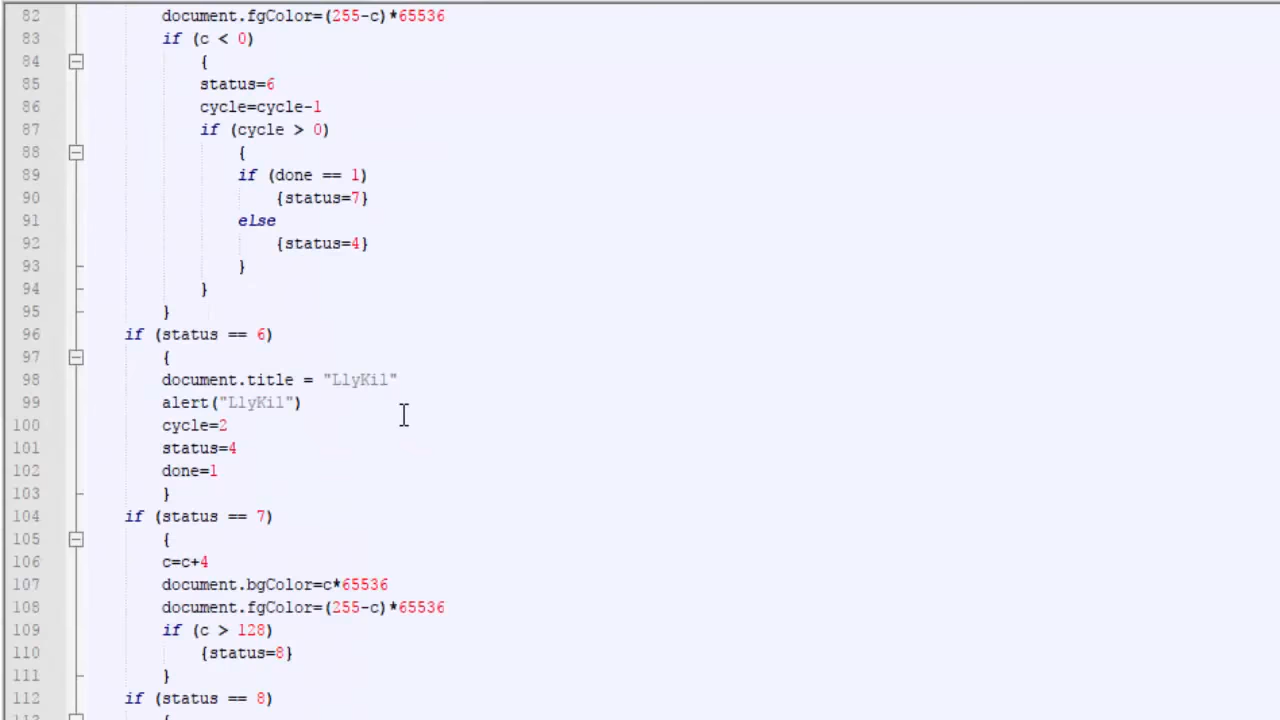 82 document.fgColor=(255-c)*65536
83 if (c < 0)
84 {
85 status=6
86 cycle=cycle-1
87 if (cycle > 0)
88 {
89 if (done == 1)
90 {status=7}
91 else
92 {status=4}
93 }
94 }
95 }
96 if (status == 6)
97 {
98 document.title = "LlyKil"
99 alert("LlyKil")
100 cycle=2
101 status=4
102 done=1
103 }
104 if (status == 7)
105 {
106 c=c+4
107 document.bgColor=c*65536
108 document.fgColor=(255-c)*65536
109 if (c > 128)
110 {status=8}
111 }
112 if (status == 8)